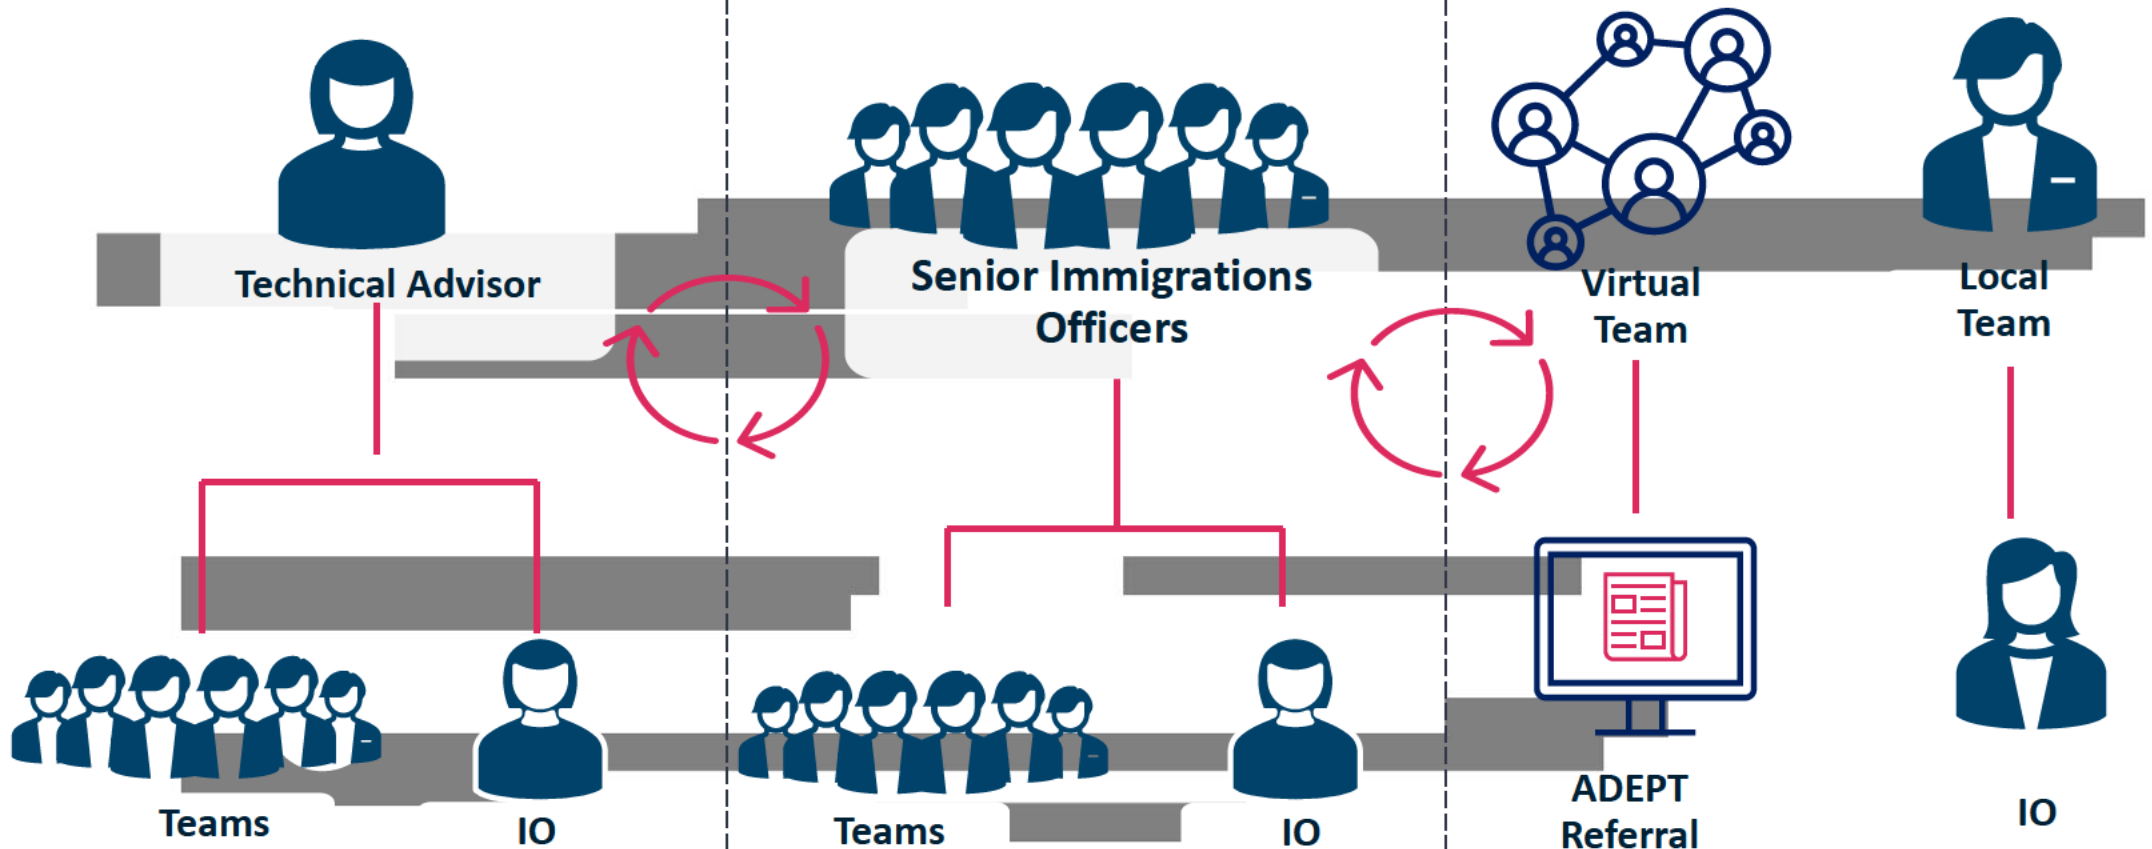 Technical Advisor
Senior Immigrations
Officers
Virtual
Team
Local
Team
Teams
IO
Teams
IO
ADEPT
Referral
IO